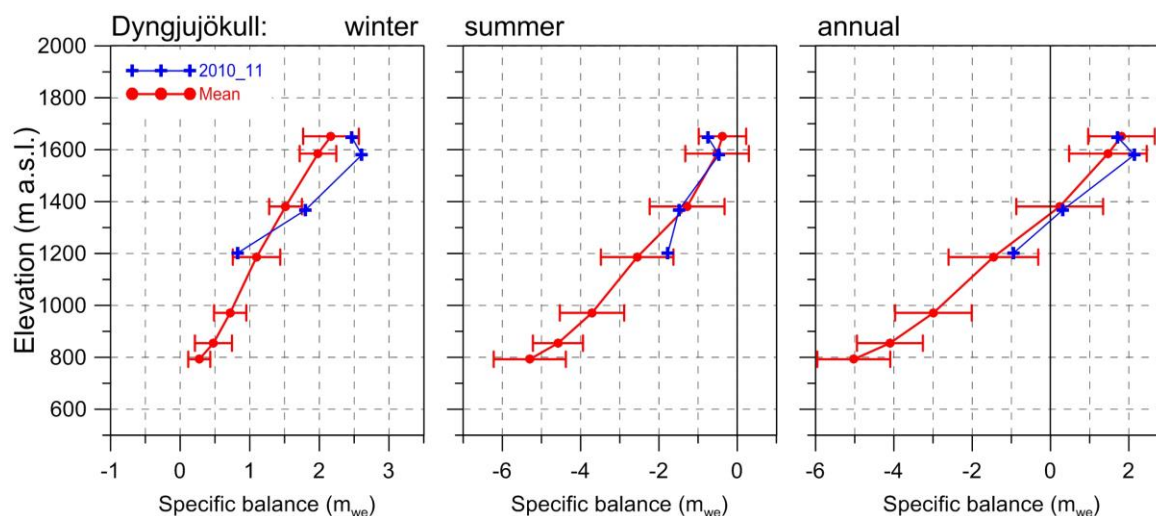 Dyngjujökull: winter summer annual
2000
1800
1600
1400
1200
1000
800
600
Elevation (m a.s.l.)
2010_11
Mean
-1 0 1 2 3
-6 -4 -2 0
-6 -4 -2 0 2
Specific balance (mwe) Specific balance (mwe) Specific balance (mwe)